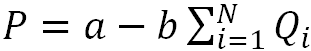 P = a − b ∑_{i=1}^{N} Q_i